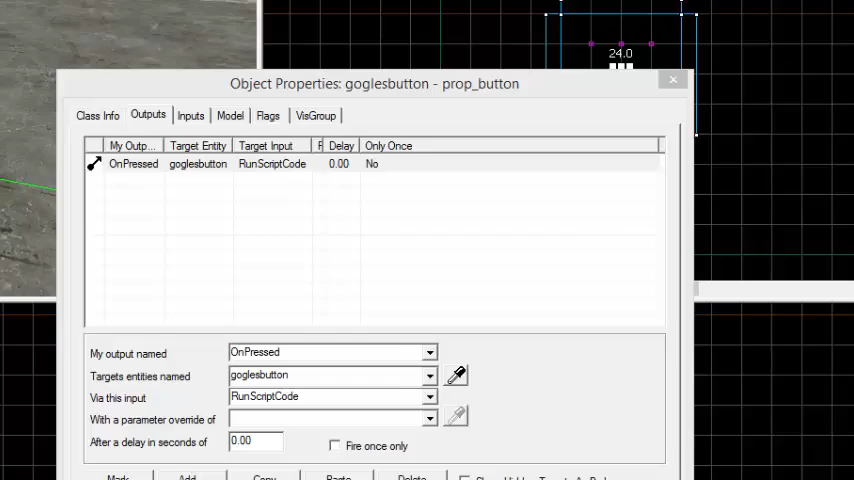 24.0
Object Properties: goglesbutton - prop_button
Class Info Outputs Inputs Model Flags VisGroup
My Outp... Target Entity Target Input Delay Only Once
OnPressed goglesbutton RunScriptCode 0.00 No
My output named OnPressed
Targets entities named goglesbutton
Via this input RunScriptCode
With a parameter override of
After a delay in seconds of 0.00 Fire once only
Mark Add Copy Paste Delete